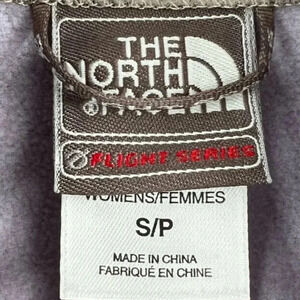 THE
NORTH
FACE
FLIGHT SERIES
WOMENS/FEMMES
S/P
MADE IN CHINA
FABRIQUÉ EN CHINE